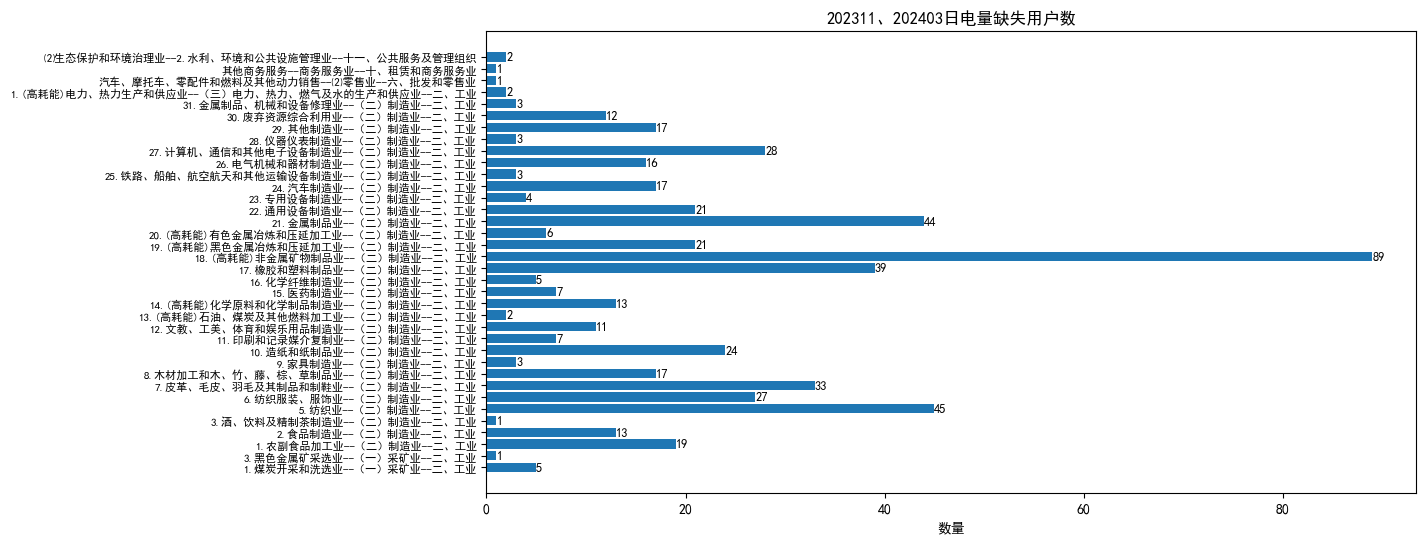 202311、202403日电量缺失用户数
(2)生态保护和环境治理业--2.水利、环境和公共设施管理业--十一、公共服务及管理组织 2
其他商务服务--商务服务业--十、租赁和商务服务业 1
汽车、摩托车、零配件和燃料及其他动力销售--(2)零售业--六、批发和零售业 1
1.(高耗能)电力、热力生产和供应业--（三）电力、热力、燃气及水的生产和供应业--二、工业 2
31.金属制品、机械和设备修理业--（二）制造业--二、工业 3
30.废弃资源综合利用业--（二）制造业--二、工业 12
29.其他制造业--（二）制造业--二、工业 17
28.仪器仪表制造业--（二）制造业--二、工业 3
27.计算机、通信和其他电子设备制造业--（二）制造业--二、工业 28
26.电气机械和器材制造业--（二）制造业--二、工业 16
25.铁路、船舶、航空航天和其他运输设备制造业--（二）制造业--二、工业 3
24.汽车制造业--（二）制造业--二、工业 17
23.专用设备制造业--（二）制造业--二、工业 4
22.通用设备制造业--（二）制造业--二、工业 21
21.金属制品业--（二）制造业--二、工业 44
20.(高耗能)有色金属冶炼和压延加工业--（二）制造业--二、工业 6
19.(高耗能)黑色金属冶炼和压延加工业--（二）制造业--二、工业 21
18.(高耗能)非金属矿物制品业--（二）制造业--二、工业 89
17.橡胶和塑料制品业--（二）制造业--二、工业 39
16.化学纤维制造业--（二）制造业--二、工业 5
15.医药制造业--（二）制造业--二、工业 7
14.(高耗能)化学原料和化学制品制造业--（二）制造业--二、工业 13
13.(高耗能)石油、煤炭及其他燃料加工业--（二）制造业--二、工业 2
12.文教、工美、体育和娱乐用品制造业--（二）制造业--二、工业 11
11.印刷和记录媒介复制业--（二）制造业--二、工业 7
10.造纸和纸制品业--（二）制造业--二、工业 24
9.家具制造业--（二）制造业--二、工业 3
8.木材加工和木、竹、藤、棕、草制品业--（二）制造业--二、工业 17
7.皮革、毛皮、羽毛及其制品和制鞋业--（二）制造业--二、工业 33
6.纺织服装、服饰业--（二）制造业--二、工业 27
5.纺织业--（二）制造业--二、工业 45
3.酒、饮料及精制茶制造业--（二）制造业--二、工业 1
2.食品制造业--（二）制造业--二、工业 13
1.农副食品加工业--（二）制造业--二、工业 19
3.黑色金属矿采选业--（一）采矿业--二、工业 1
1.煤炭开采和洗选业--（一）采矿业--二、工业 5
0 20 40 60 80
数量